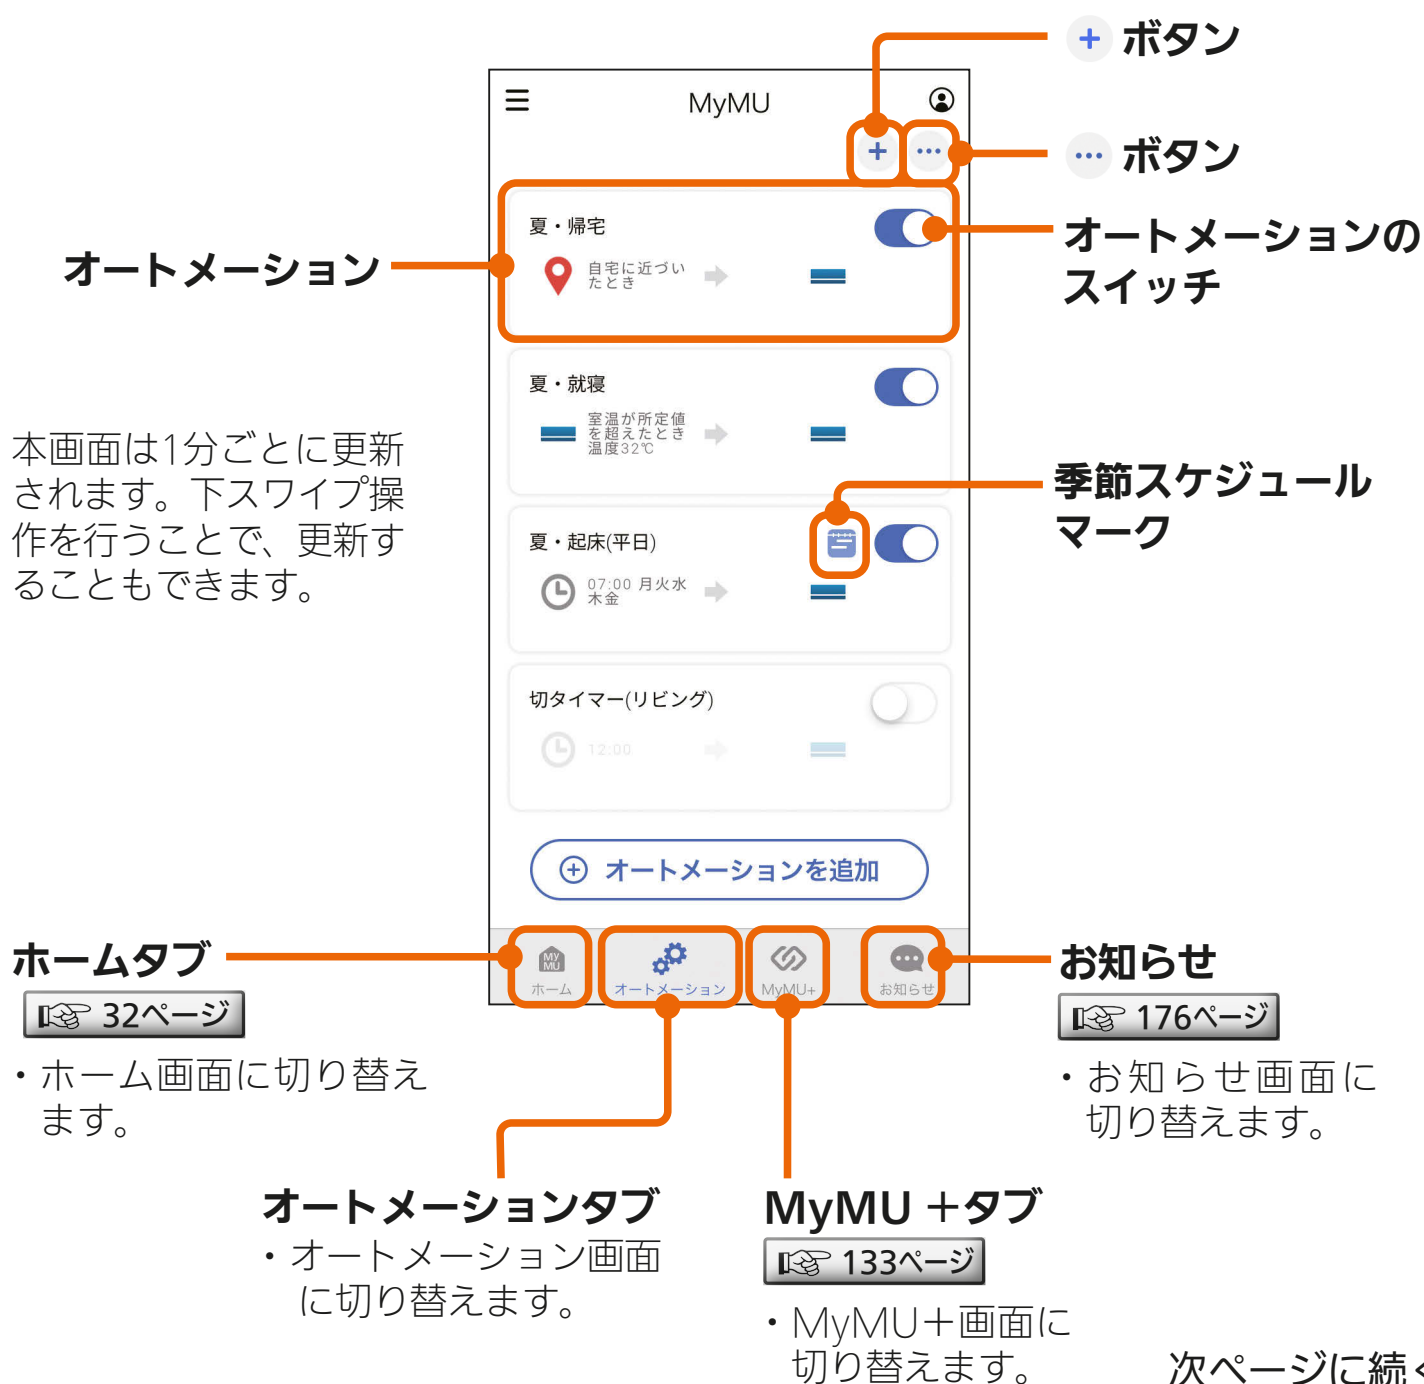 + ボタン
MyMU
… ボタン
オートメーションの
スイッチ
オートメーション
夏・帰宅
自宅に近づい
たとき
夏・就寝
室温が所定値
を超えたとき
温度32℃
本画面は1分ごとに更新
されます。下スワイプ操
作を行うことで、更新す
ることもできます。
季節スケジュール
マーク
夏・起床(平日)
07:00 月火水
木金
切タイマー(リビング)
12:00
オートメーションを追加
MY
MU
ホーム
オートメーション
MyMU+
お知らせ
ホームタブ
☞ 32ページ
・ホーム画面に切り替え
ます。
お知らせ
☞ 176ページ
・お知らせ画面に
切り替えます。
オートメーションタブ
・オートメーション画面
に切り替えます。
MyMU +タブ
☞ 133ページ
・MyMU+画面に
切り替えます。
次ページに続く